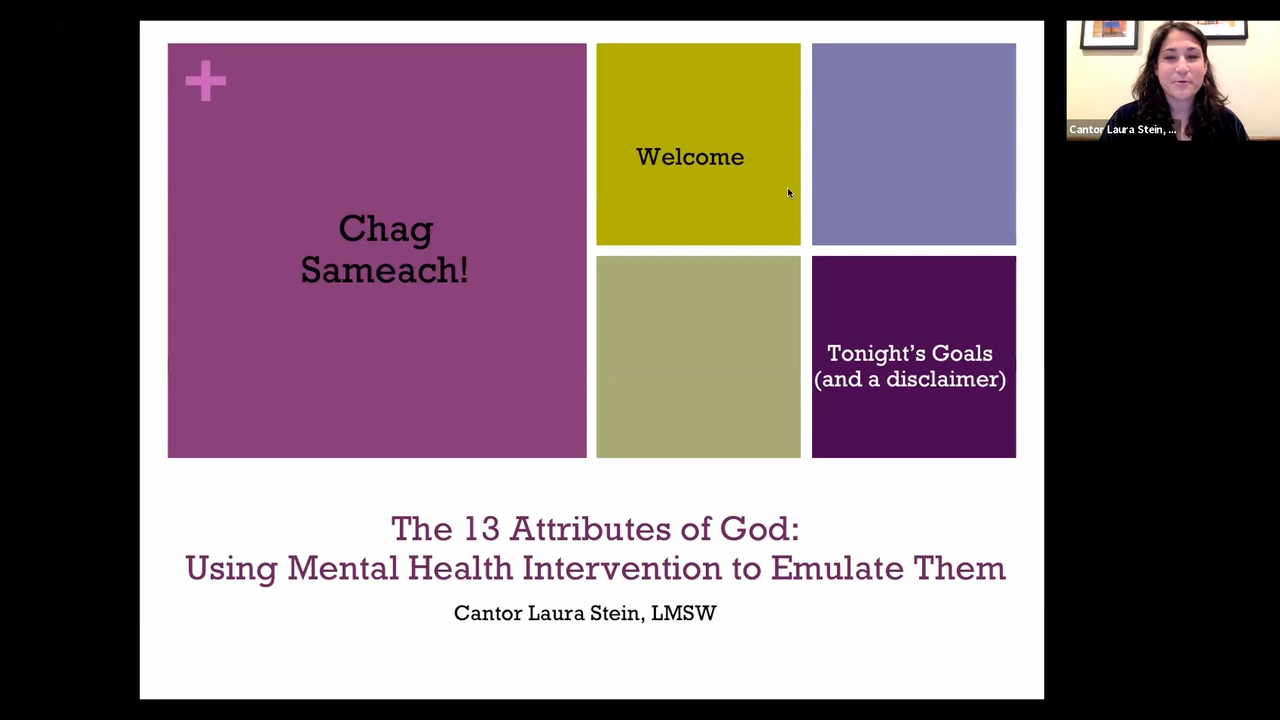 Chag
Sameach!
Welcome
Tonight's Goals
(and a disclaimer)
The 13 Attributes of God:
Using Mental Health Intervention to Emulate Them
Cantor Laura Stein, LMSW
Cantor Laura Stein, ...